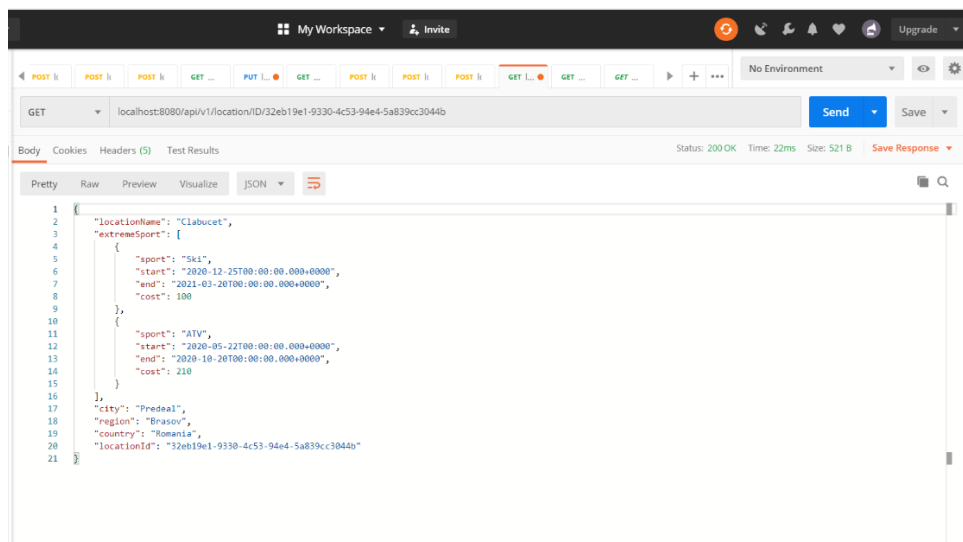 My Workspace Invite Upgrade
POST POST POST GET ... PUT GET ... POST POST POST GET GET ... GET ... + ••• No Environment
GET localhost:8080/api/v1/location/ID/32eb19e1-9330-4c53-94e4-5a839cc3044b Send Save
Body Cookies Headers (5) Test Results Status: 200 OK Time: 22ms Size: 521 B Save Response
Pretty Raw Preview Visualize JSON
1 {
2 "locationName": "Clabucet",
3 "extremeSport": [
4 {
5 "sport": "Ski",
6 "start": "2020-12-25T00:00:00.000+0000",
7 "end": "2021-03-20T00:00:00.000+0000",
8 "cost": 100
9 },
10 {
11 "sport": "ATV",
12 "start": "2020-05-22T00:00:00.000+0000",
13 "end": "2020-10-20T00:00:00.000+0000",
14 "cost": 210
15 }
16 ],
17 "city": "Predeal",
18 "region": "Brasov",
19 "country": "Romania",
20 "locationId": "32eb19e1-9330-4c53-94e4-5a839cc3044b"
21 }